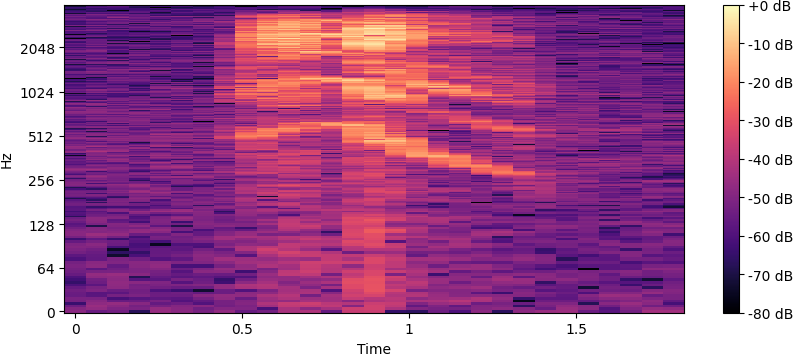 2048
1024
512
256
128
64
0
Hz
0
0.5
1
1.5
Time
+0 dB
-10 dB
-20 dB
-30 dB
-40 dB
-50 dB
-60 dB
-70 dB
-80 dB